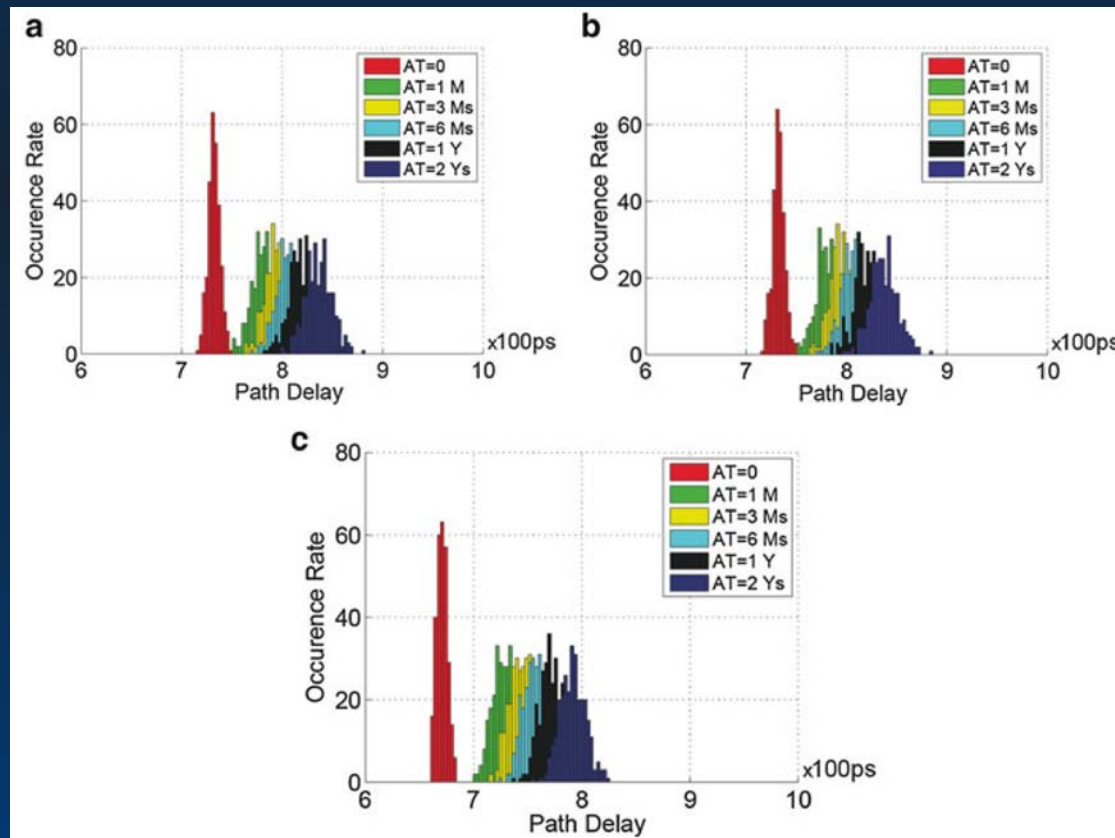 a
80
60
40
20
0
Occurence Rate
AT=0
AT=1 M
AT=3 Ms
AT=6 Ms
AT=1 Y
AT=2 Ys
6 7 8 9 10
x100ps
Path Delay
b
80
60
40
20
0
Occurence Rate
AT=0
AT=1 M
AT=3 Ms
AT=6 Ms
AT=1 Y
AT=2 Ys
6 7 8 9 10
x100ps
Path Delay
c
80
60
40
20
0
Occurence Rate
AT=0
AT=1 M
AT=3 Ms
AT=6 Ms
AT=1 Y
AT=2 Ys
6 7 8 9 10
x100ps
Path Delay